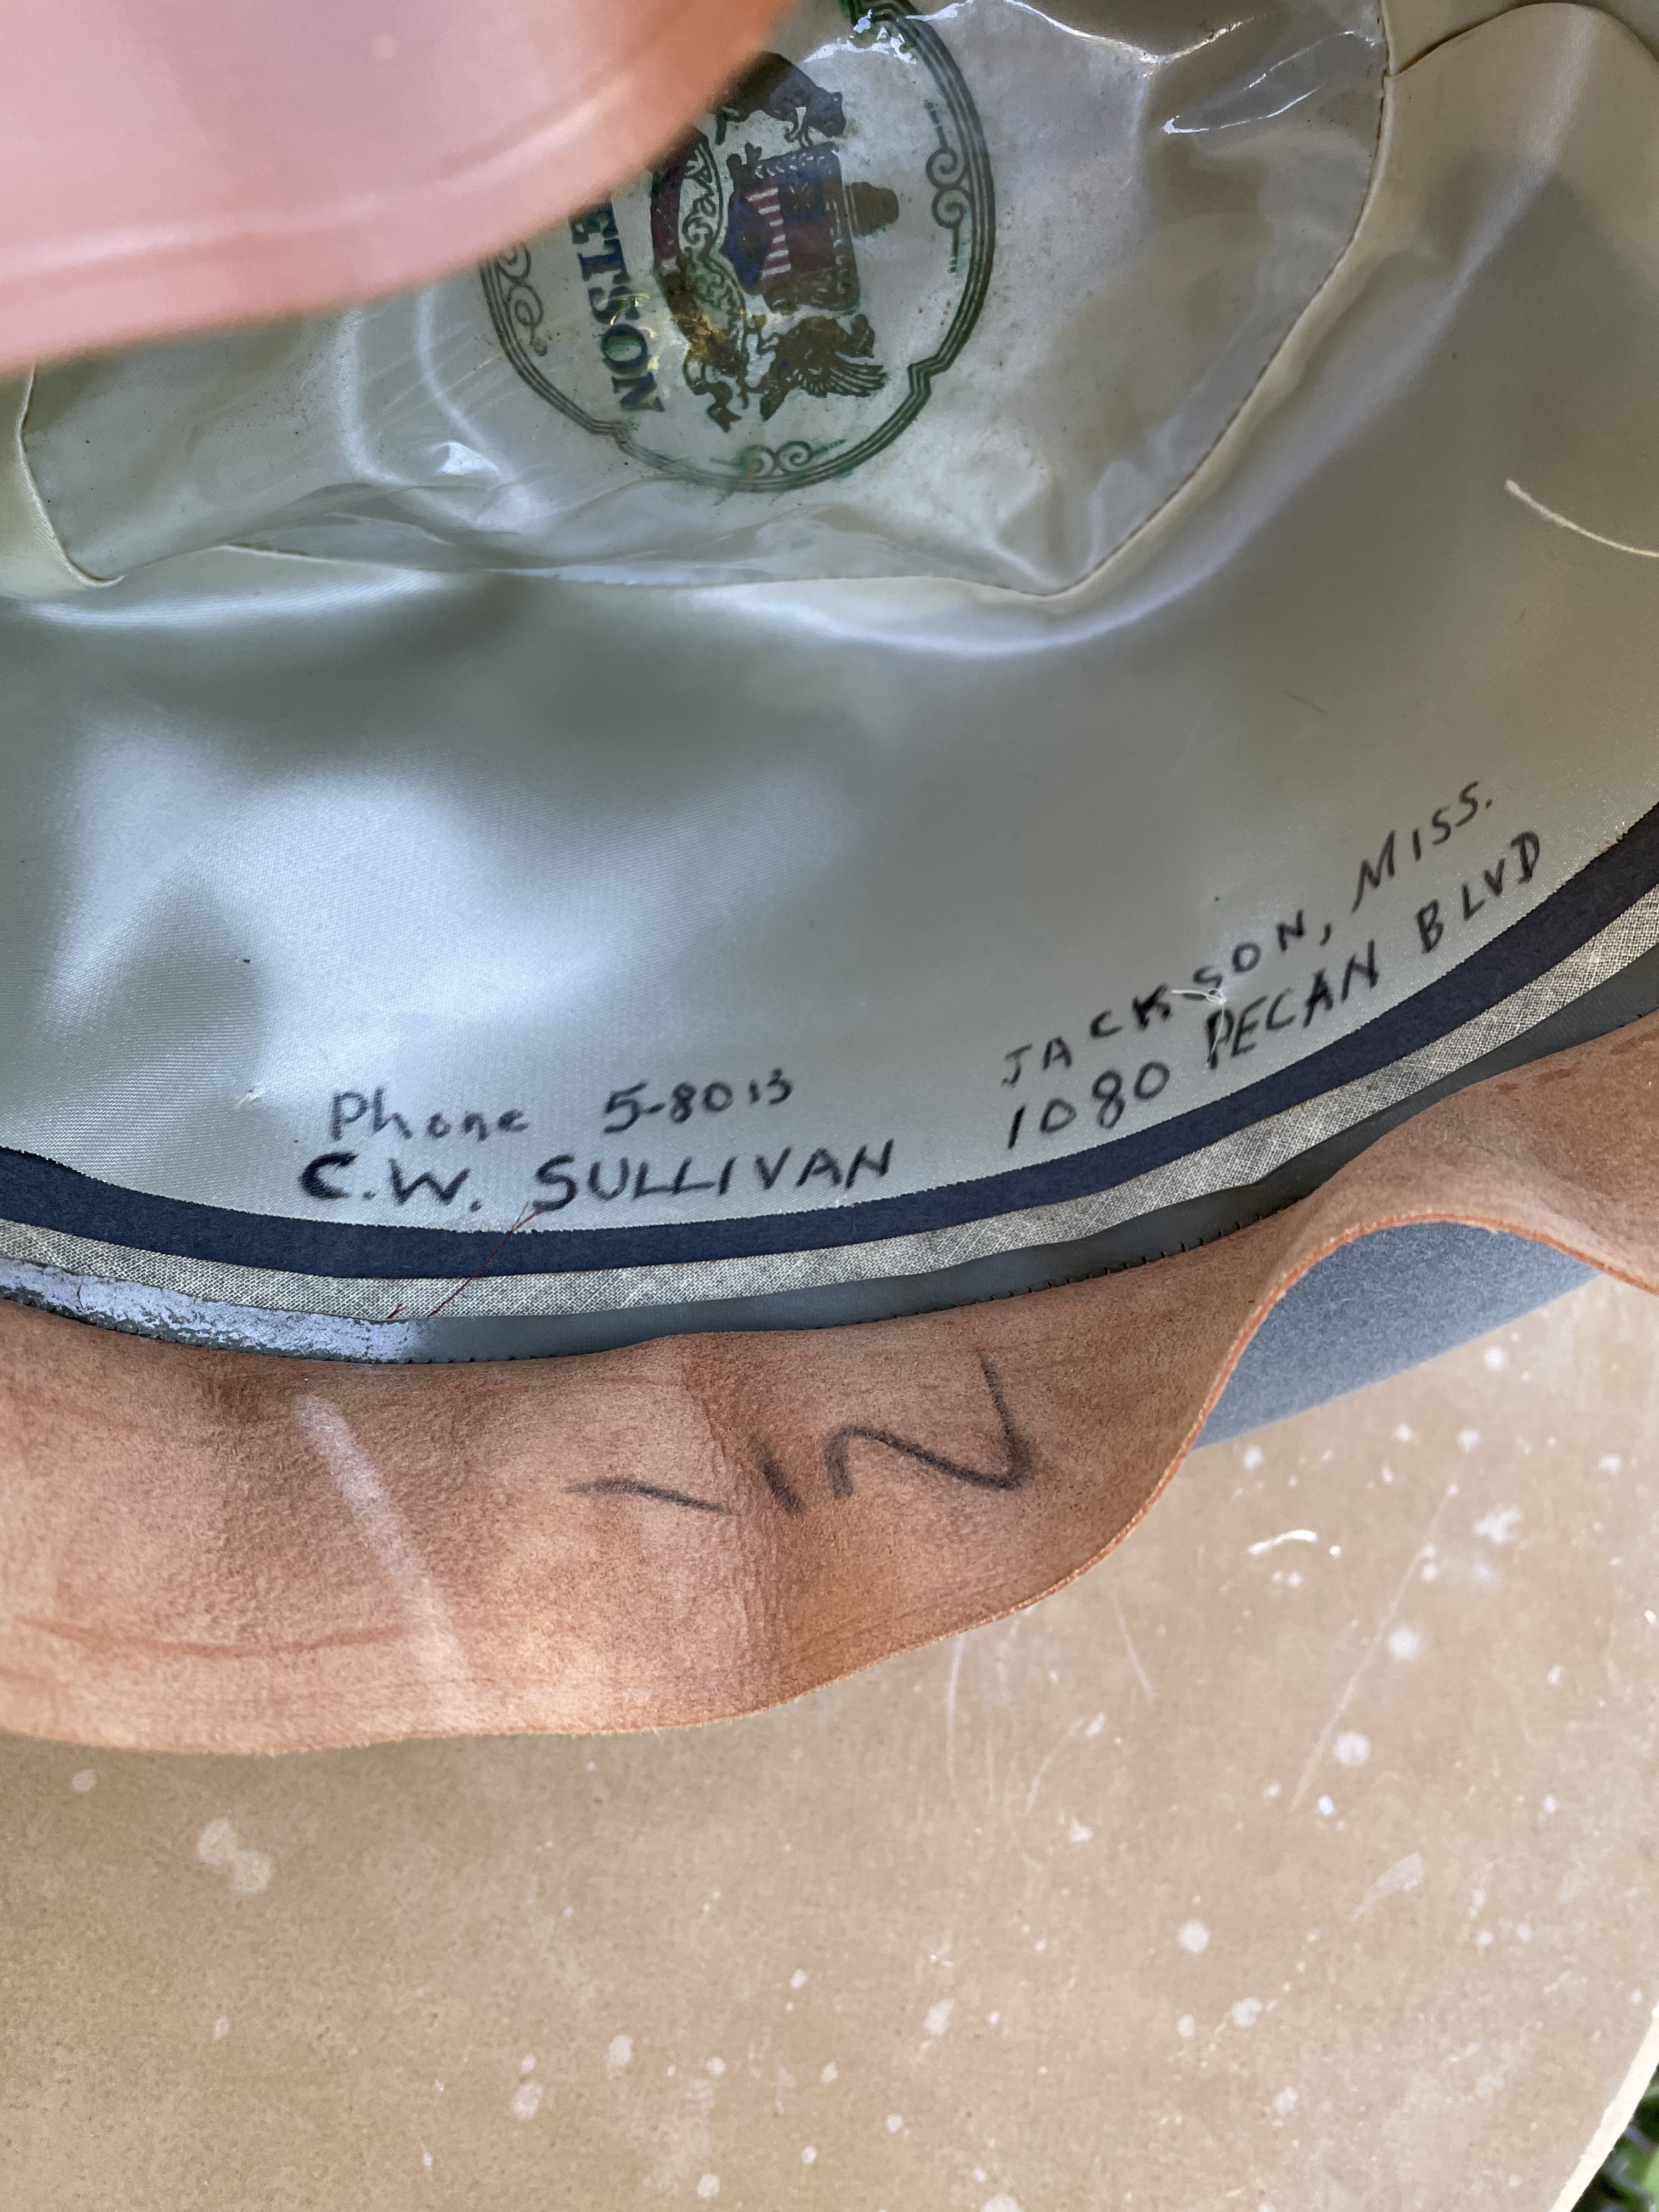 ETSON
Phone 5-8013
C.W. SULLIVAN
JACKSON, MISS.
1080 PECAN BLVD